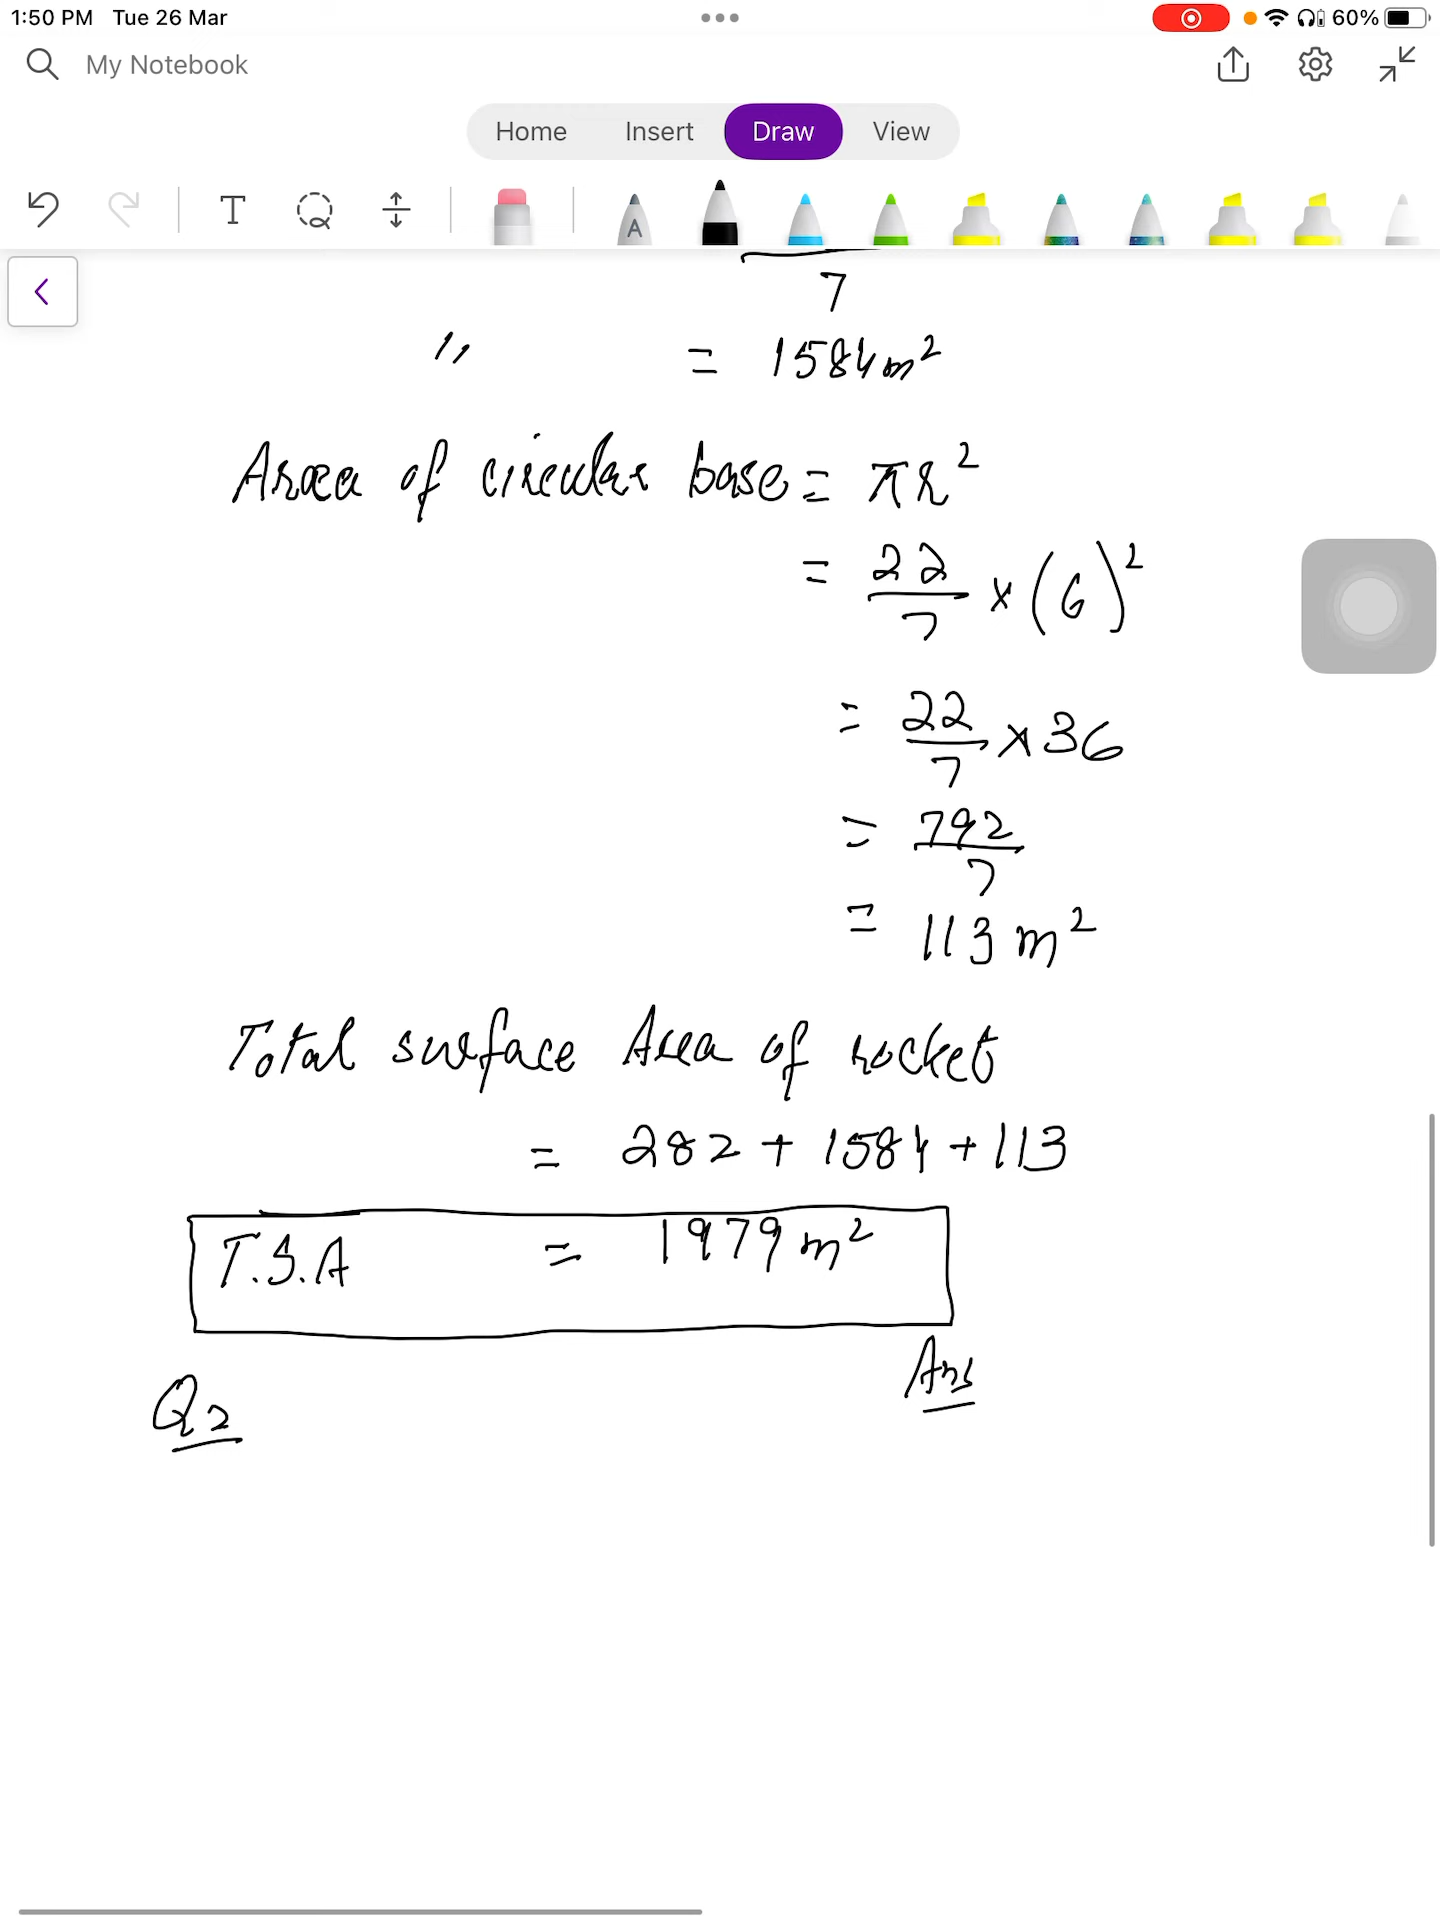 1:50 PM Tue 26 Mar
60%
My Notebook
Home Insert Draw View
T
A
7
" = 1584 m²
Area of circular base = πr²
= 22/7 × (6)²
= 22/7 × 36
= 792/7
= 113 m²
Total surface Area of rocket
= 282 + 1584 + 113
T.S.A = 1979 m²
Ans
Q2